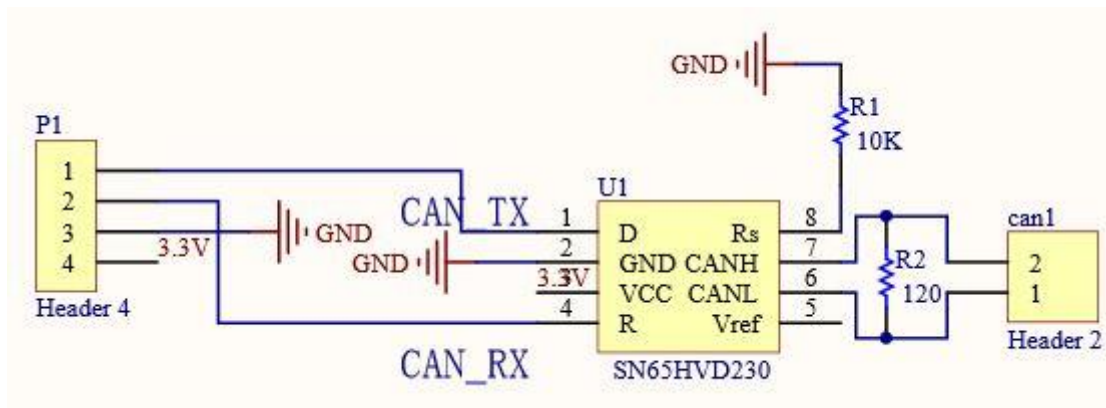 GND
R1
10K
P1
1
2
3
4
3.3V
Header 4
GND
CAN_TX
GND
3.3V
CAN_RX
U1
1
2
3
4
D
GND
VCC
R
Rs
CANH
CANL
Vref
8
7
6
5
SN65HVD230
R2
120
can1
2
1
Header 2